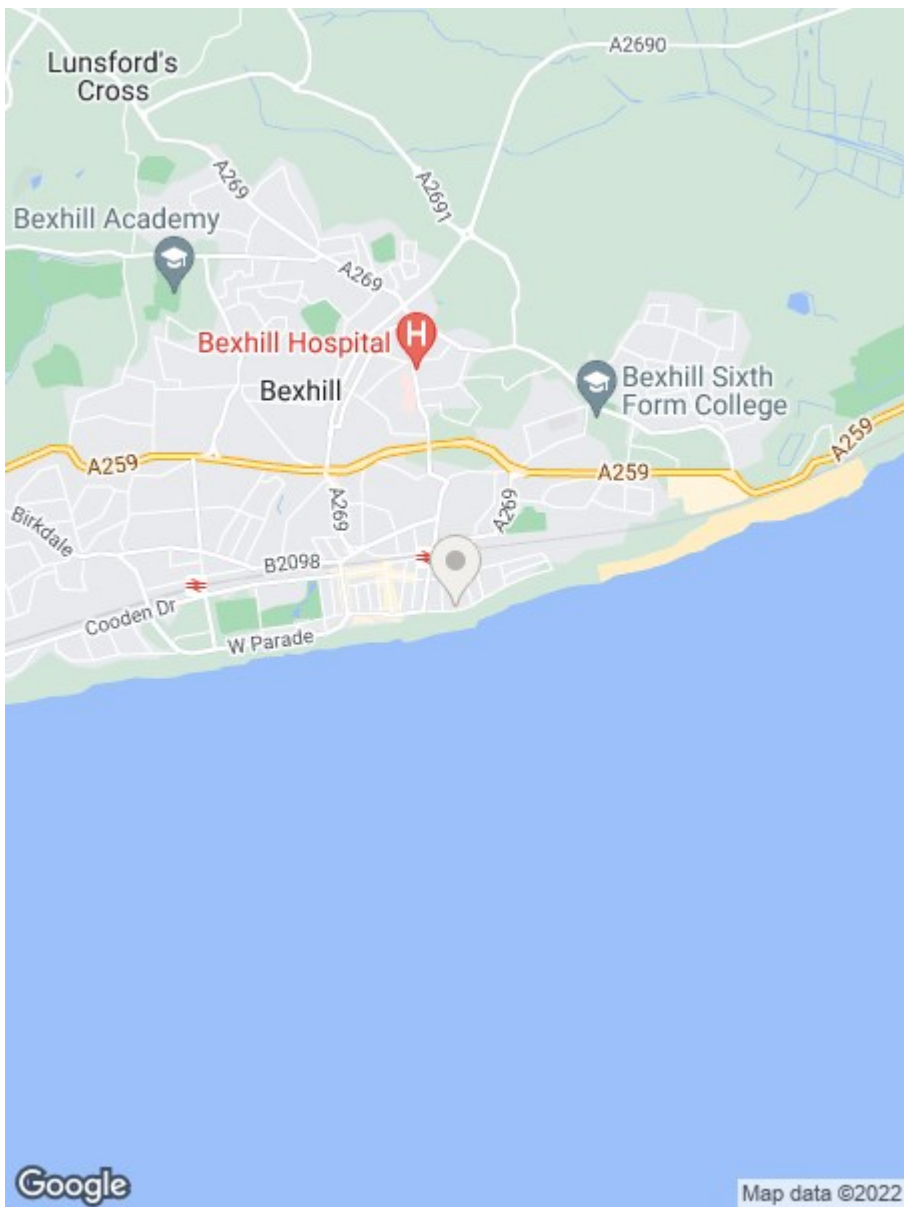 A2690
Lunsford's
Cross
A269
A2691
Bexhill Academy
A269
Bexhill Hospital
H
Bexhill
Bexhill Sixth
Form College
A259
A259
A259
A269
A269
Birkdale
B2098
Cooden Dr
W Parade
Google
Map data ©2022